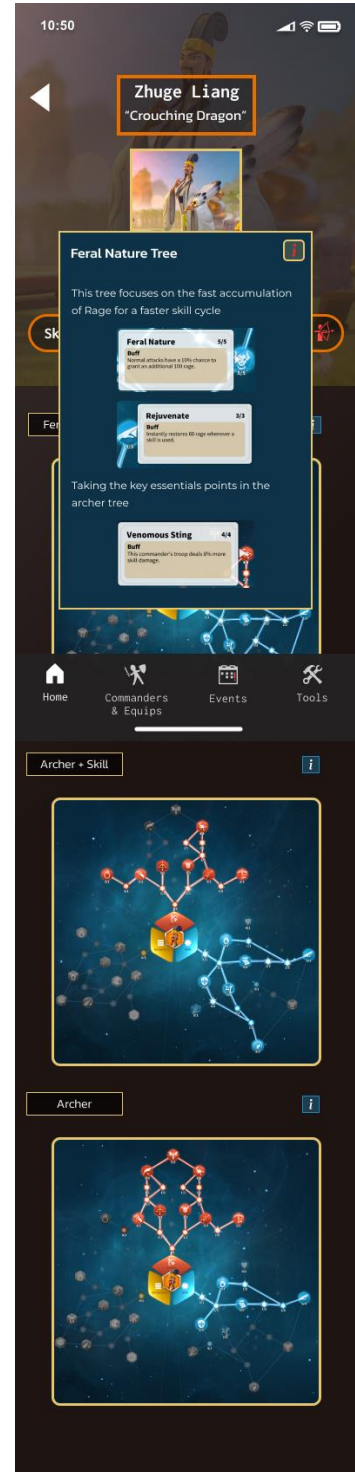 10:50
Zhuge Liang
“Crouching Dragon”
Feral Nature Tree
i
This tree focuses on the fast accumulation
of Rage for a faster skill cycle
Sk
Feral Nature 5/5
Buff
Normal attacks have a 10% chance to
grant an additional 100 rage.
Rejuvenate 3/3
Buff
Instantly restores 60 rage whenever a
skill is used.
Fer
Taking the key essentials points in the
archer tree
Venomous Sting 4/4
Buff
This commander's troop deals 6% more
skill damage.
Home
Commanders
& Equips
Events
Tools
Archer + Skill
i
Archer
i